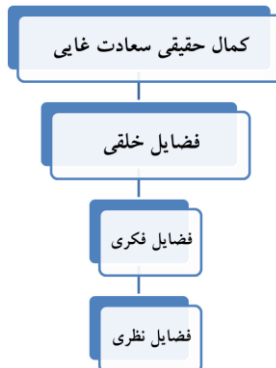 کمال حقیقی سعادت غایی
فضایل خلقی
فضایل فکری
فضایل نظری